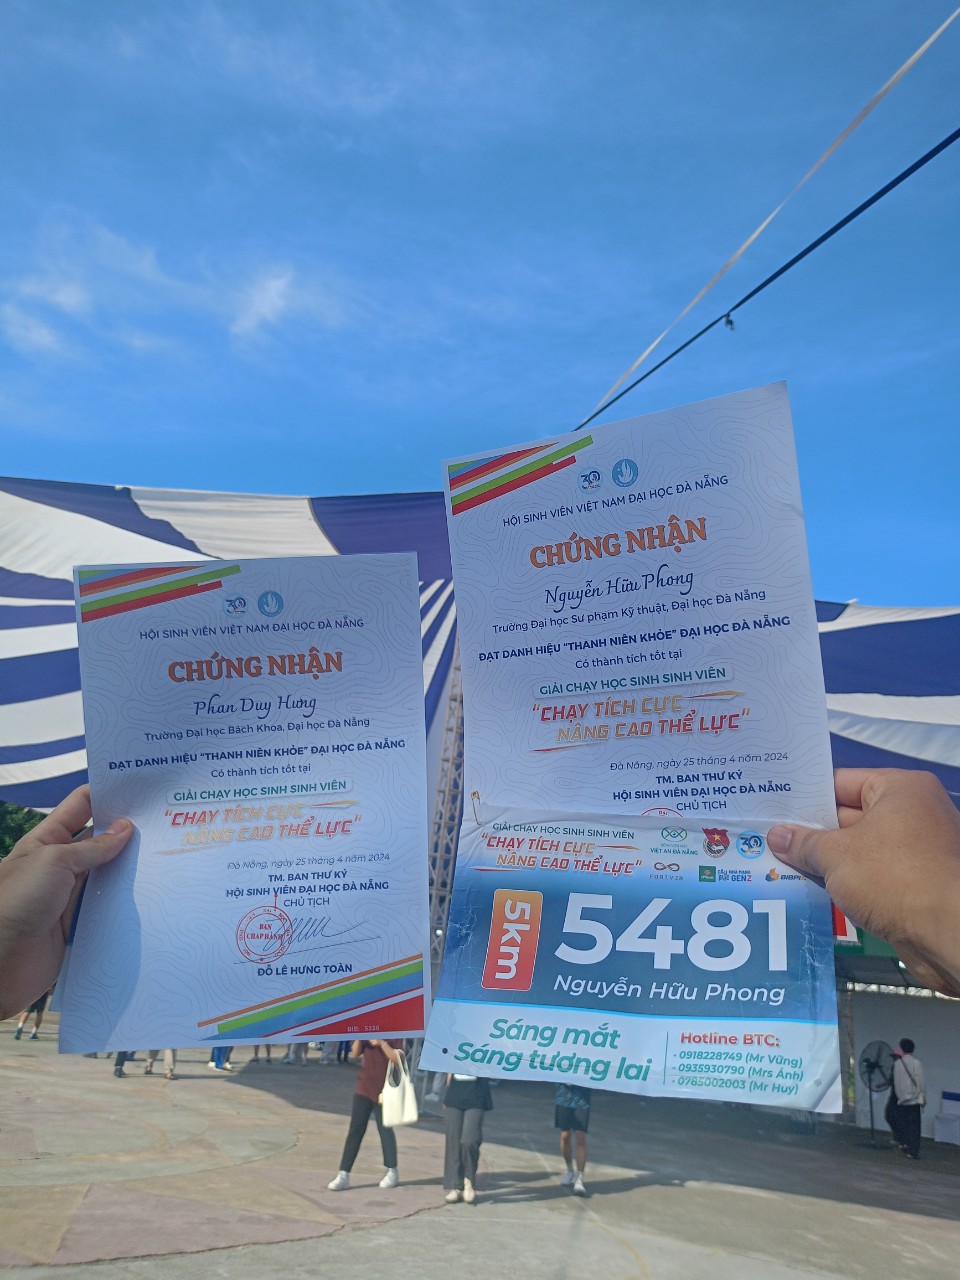 HỘI SINH VIÊN VIỆT NAM ĐẠI HỌC ĐÀ NẴNG
CHỨNG NHẬN
Phan Duy Hưng
Trường Đại học Bách Khoa, Đại học Đà Nẵng
ĐẠT DANH HIỆU "THANH NIÊN KHỎE" ĐẠI HỌC ĐÀ NẴNG
Có thành tích tốt tại
GIẢI CHẠY HỌC SINH SINH VIÊN
"CHẠY TÍCH CỰC
NÂNG CAO THỂ LỰC"
Đà Nẵng, ngày 25 tháng 4 năm 2024
TM. BAN THƯ KÝ
HỘI SINH VIÊN ĐẠI HỌC ĐÀ NẴNG
CHỦ TỊCH
BAN
CHẤP HÀNH
ĐỖ LÊ HƯNG TOÀN
HỘI SINH VIÊN VIỆT NAM ĐẠI HỌC ĐÀ NẴNG
CHỨNG NHẬN
Nguyễn Hữu Phong
Trường Đại học Sư phạm Kỹ thuật, Đại học Đà Nẵng
ĐẠT DANH HIỆU "THANH NIÊN KHỎE" ĐẠI HỌC ĐÀ NẴNG
Có thành tích tốt tại
GIẢI CHẠY HỌC SINH SINH VIÊN
"CHẠY TÍCH CỰC
NÂNG CAO THỂ LỰC"
Đà Nẵng, ngày 25 tháng 4 năm 2024
TM. BAN THƯ KÝ
HỘI SINH VIÊN ĐẠI HỌC ĐÀ NẴNG
CHỦ TỊCH
GIẢI CHẠY HỌC SINH SINH VIÊN
"CHẠY TÍCH CỰC
NÂNG CAO THỂ LỰC"
VIỆT AN ĐÀ NẴNG
30
5km
5481
Nguyễn Hữu Phong
Sáng mắt
Sáng tương lai
Hotline BTC:
- 0918228749 (Mr Vững)
- 0935930790 (Mrs Ánh)
- 0785002003 (Mr Huy)